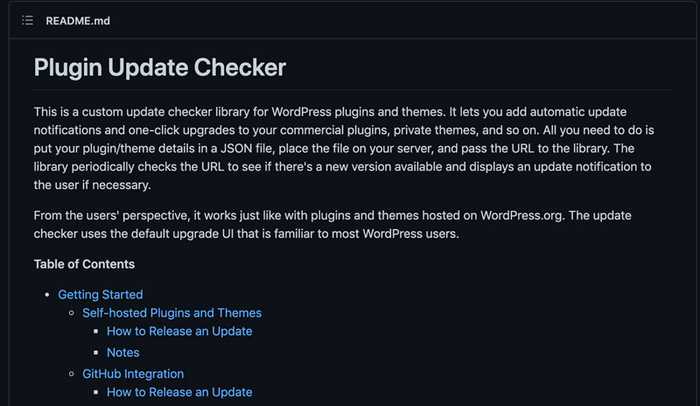 README.md
Plugin Update Checker
This is a custom update checker library for WordPress plugins and themes. It lets you add automatic update
notifications and one-click upgrades to your commercial plugins, private themes, and so on. All you need to do is
put your plugin/theme details in a JSON file, place the file on your server, and pass the URL to the library. The
library periodically checks the URL to see if there's a new version available and displays an update notification to
the user if necessary.
From the users' perspective, it works just like with plugins and themes hosted on WordPress.org. The update
checker uses the default upgrade UI that is familiar to most WordPress users.
Table of Contents
Getting Started
Self-hosted Plugins and Themes
How to Release an Update
Notes
GitHub Integration
How to Release an Update